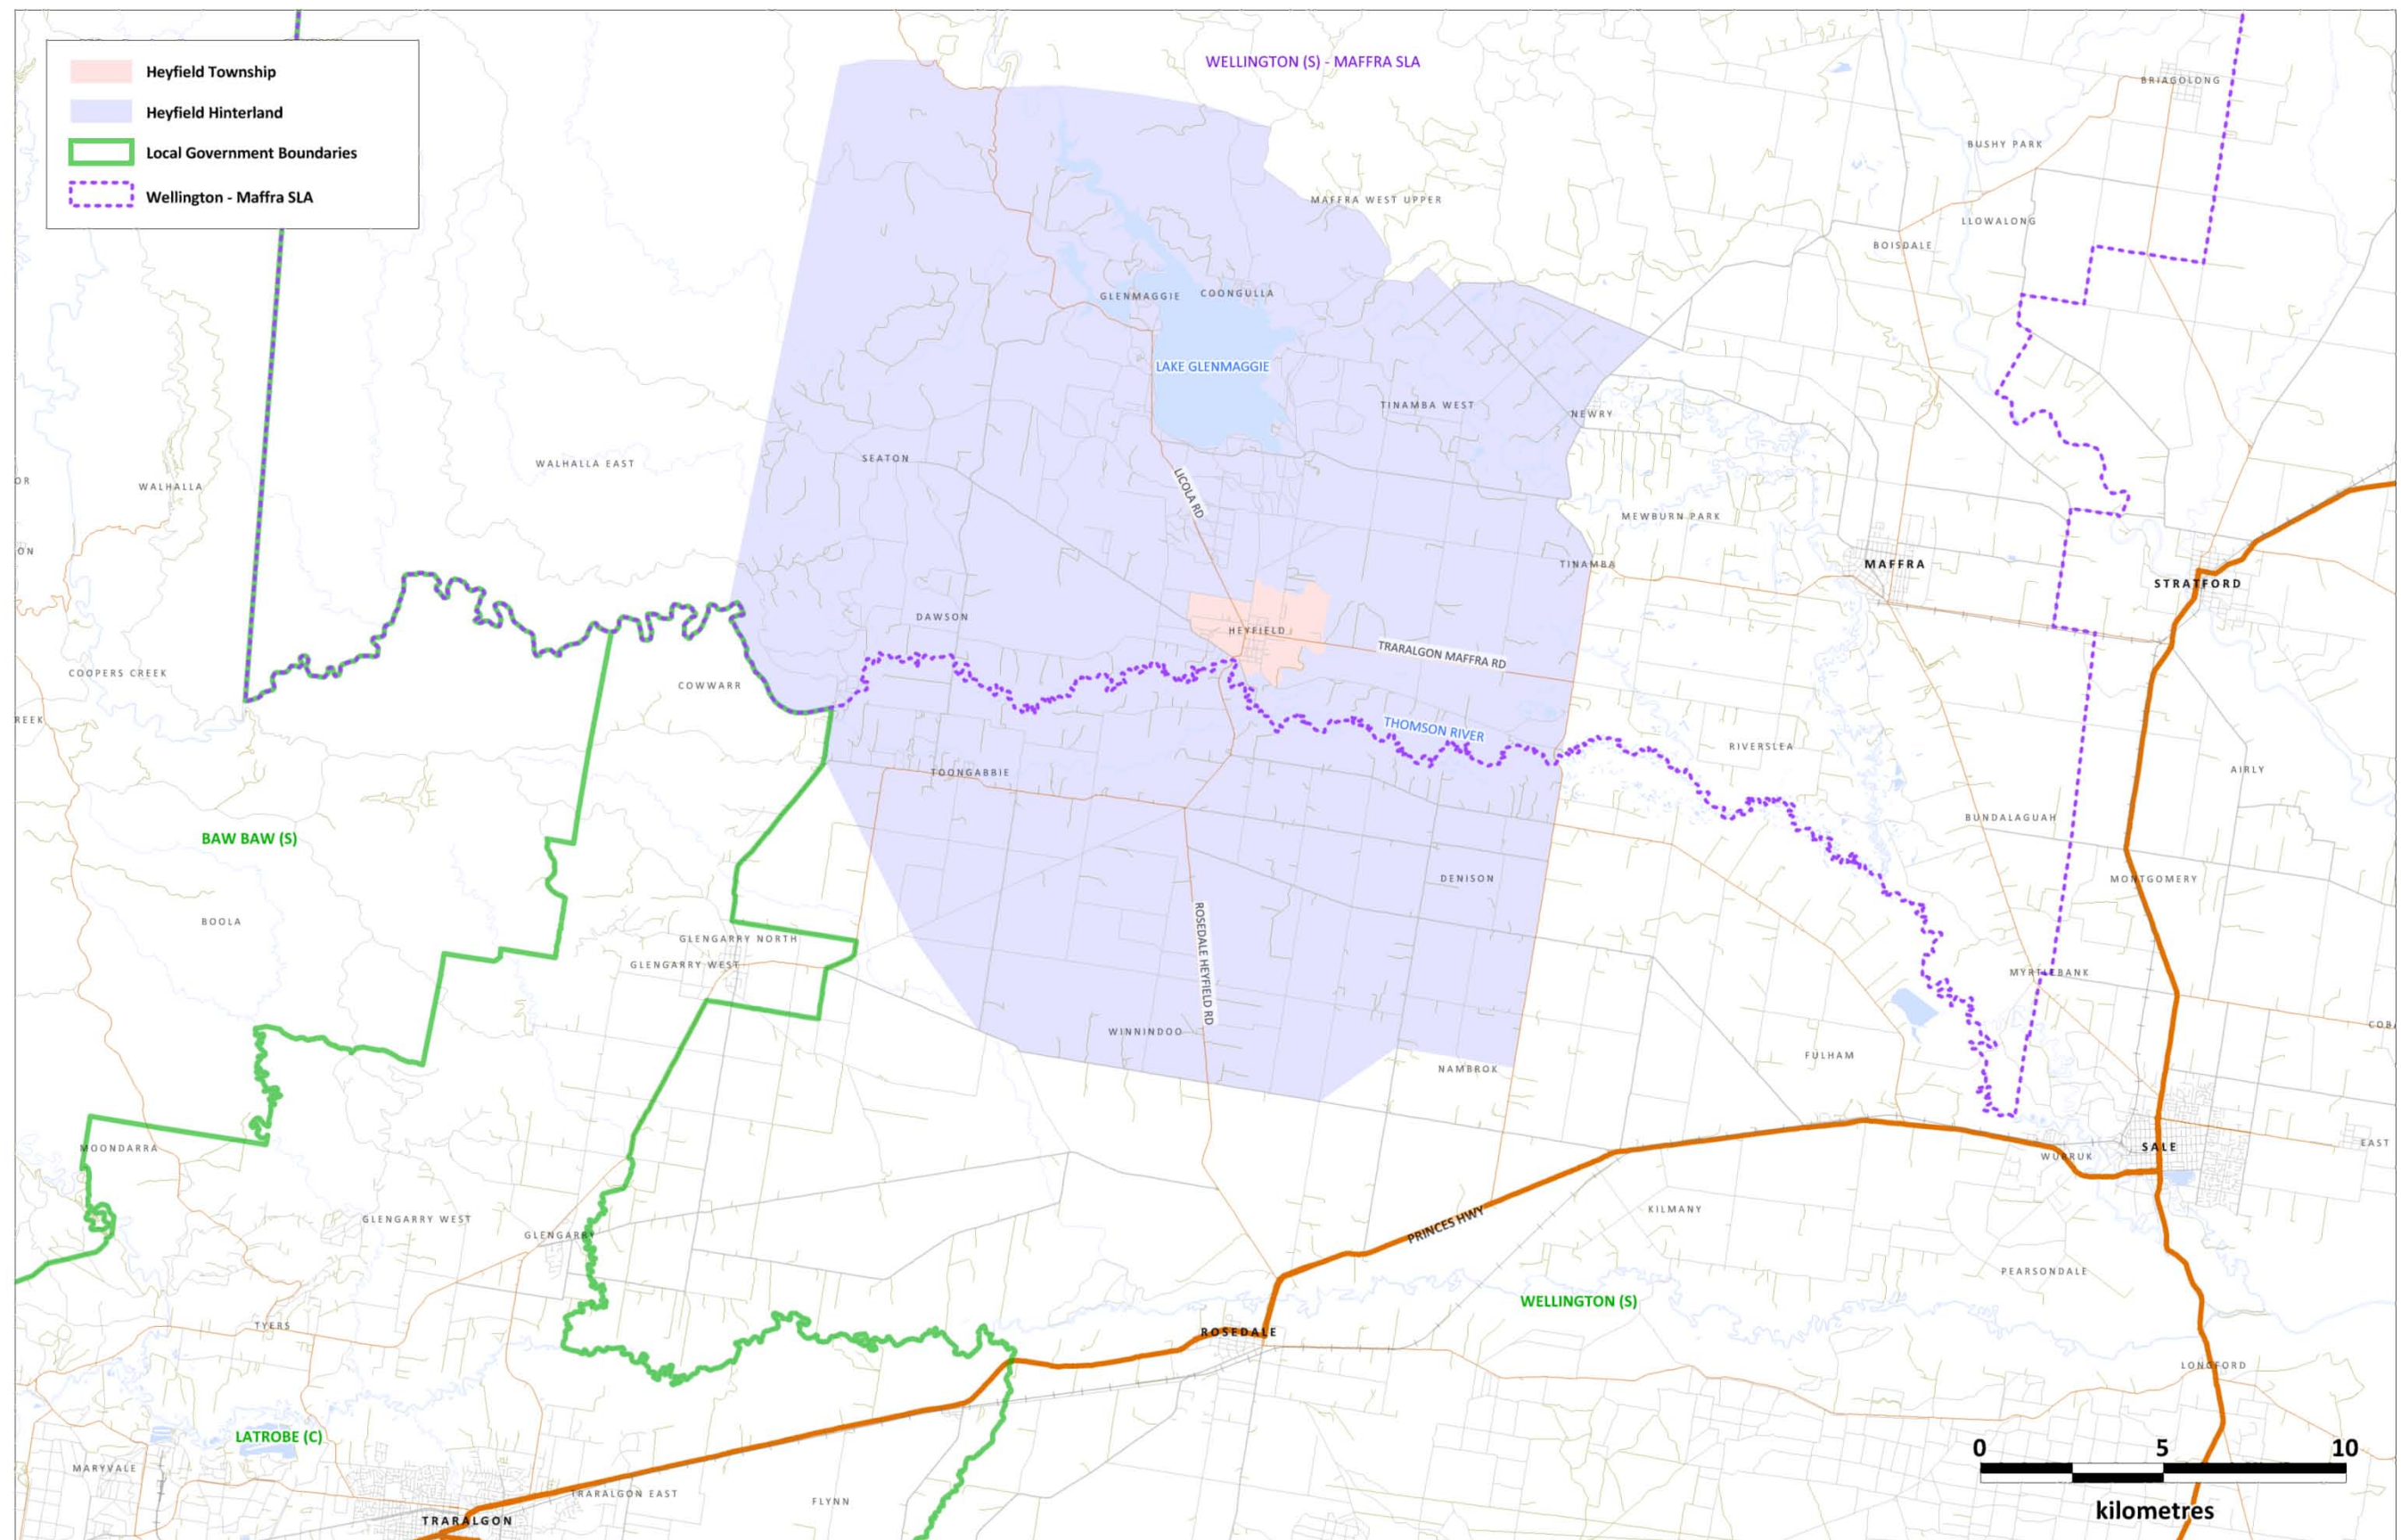 Heyfield Township
Heyfield Hinterland
Local Government Boundaries
Wellington - Maffra SLA
WELLINGTON (S) - MAFFRA SLA
BRIAGOLONG
BUSHY PARK
MAFFRA WEST UPPER
LLOWALONG
BOISDALE
GLENMAGGIE
COONGULLA
LAKE GLENMAGGIE
TINAMBA WEST
NEWRY
SEATON
WALHALLA EAST
OR
WALHALLA
LICOLA RD
MEWBURN PARK
ON
TINAMBA
MAFFRA
STRATFORD
DAWSON
HEYFIELD
TRARALGON MAFFRA RD
COOPERS CREEK
COWWARR
REEK
THOMSON RIVER
RIVERSLEA
AIRLY
TOONGABBIE
BUNDALAGUAH
BAW BAW (S)
DENISON
MONTGOMERY
BOOLA
ROSEDALE HEYFIELD RD
GLENGARRY NORTH
GLENGARRY WEST
MYRTLEBANK
WINNINDOO
COBA
FULHAM
NAMBROK
MOONDARRA
SALE
EAST
WURRUK
KILMANY
GLENGARRY WEST
PRINCES HWY
GLENGARRY
PEARSONDALE
WELLINGTON (S)
TYERS
ROSEDALE
LONGFORD
LATROBE (C)
MARYVALE
TRARALGON EAST
FLYNN
TRARALGON
0 5 10
kilometres